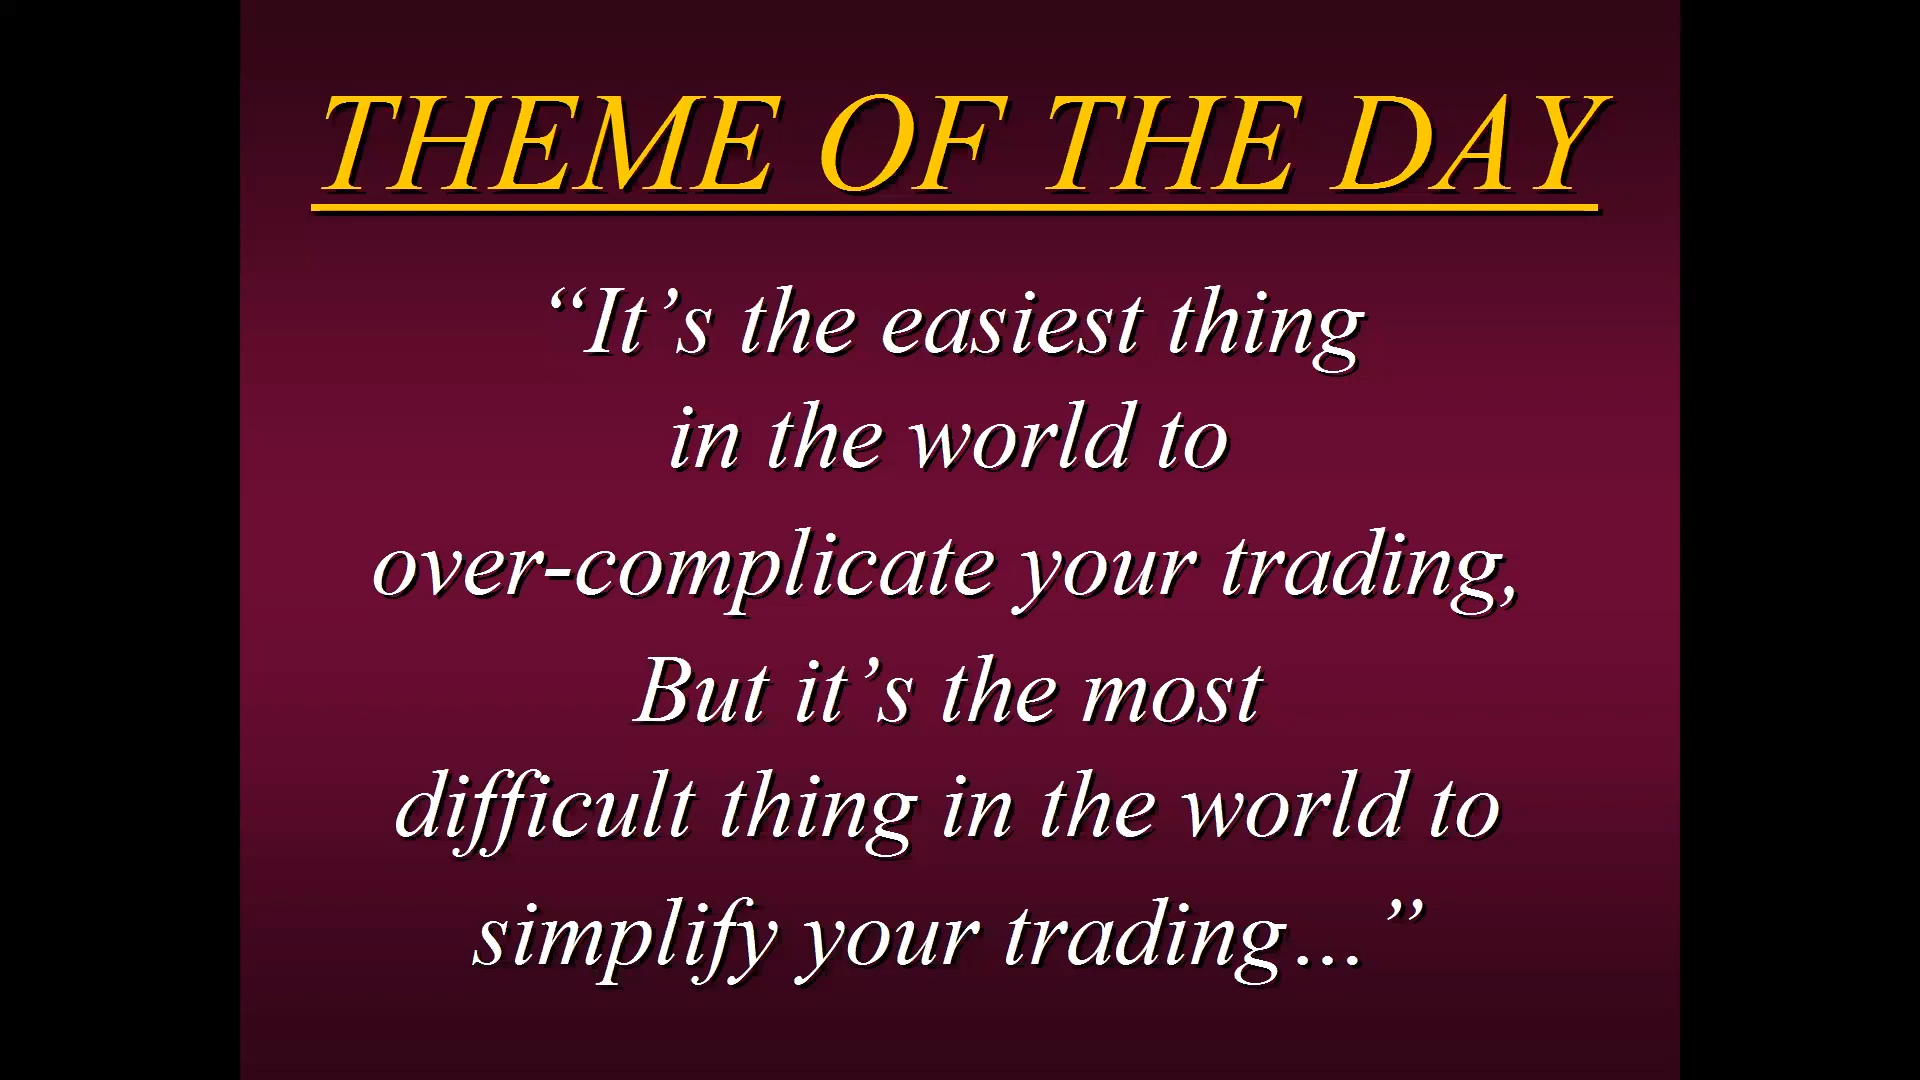 THEME OF THE DAY
“It’s the easiest thing
in the world to
over-complicate your trading,
But it’s the most
difficult thing in the world to
simplify your trading…”